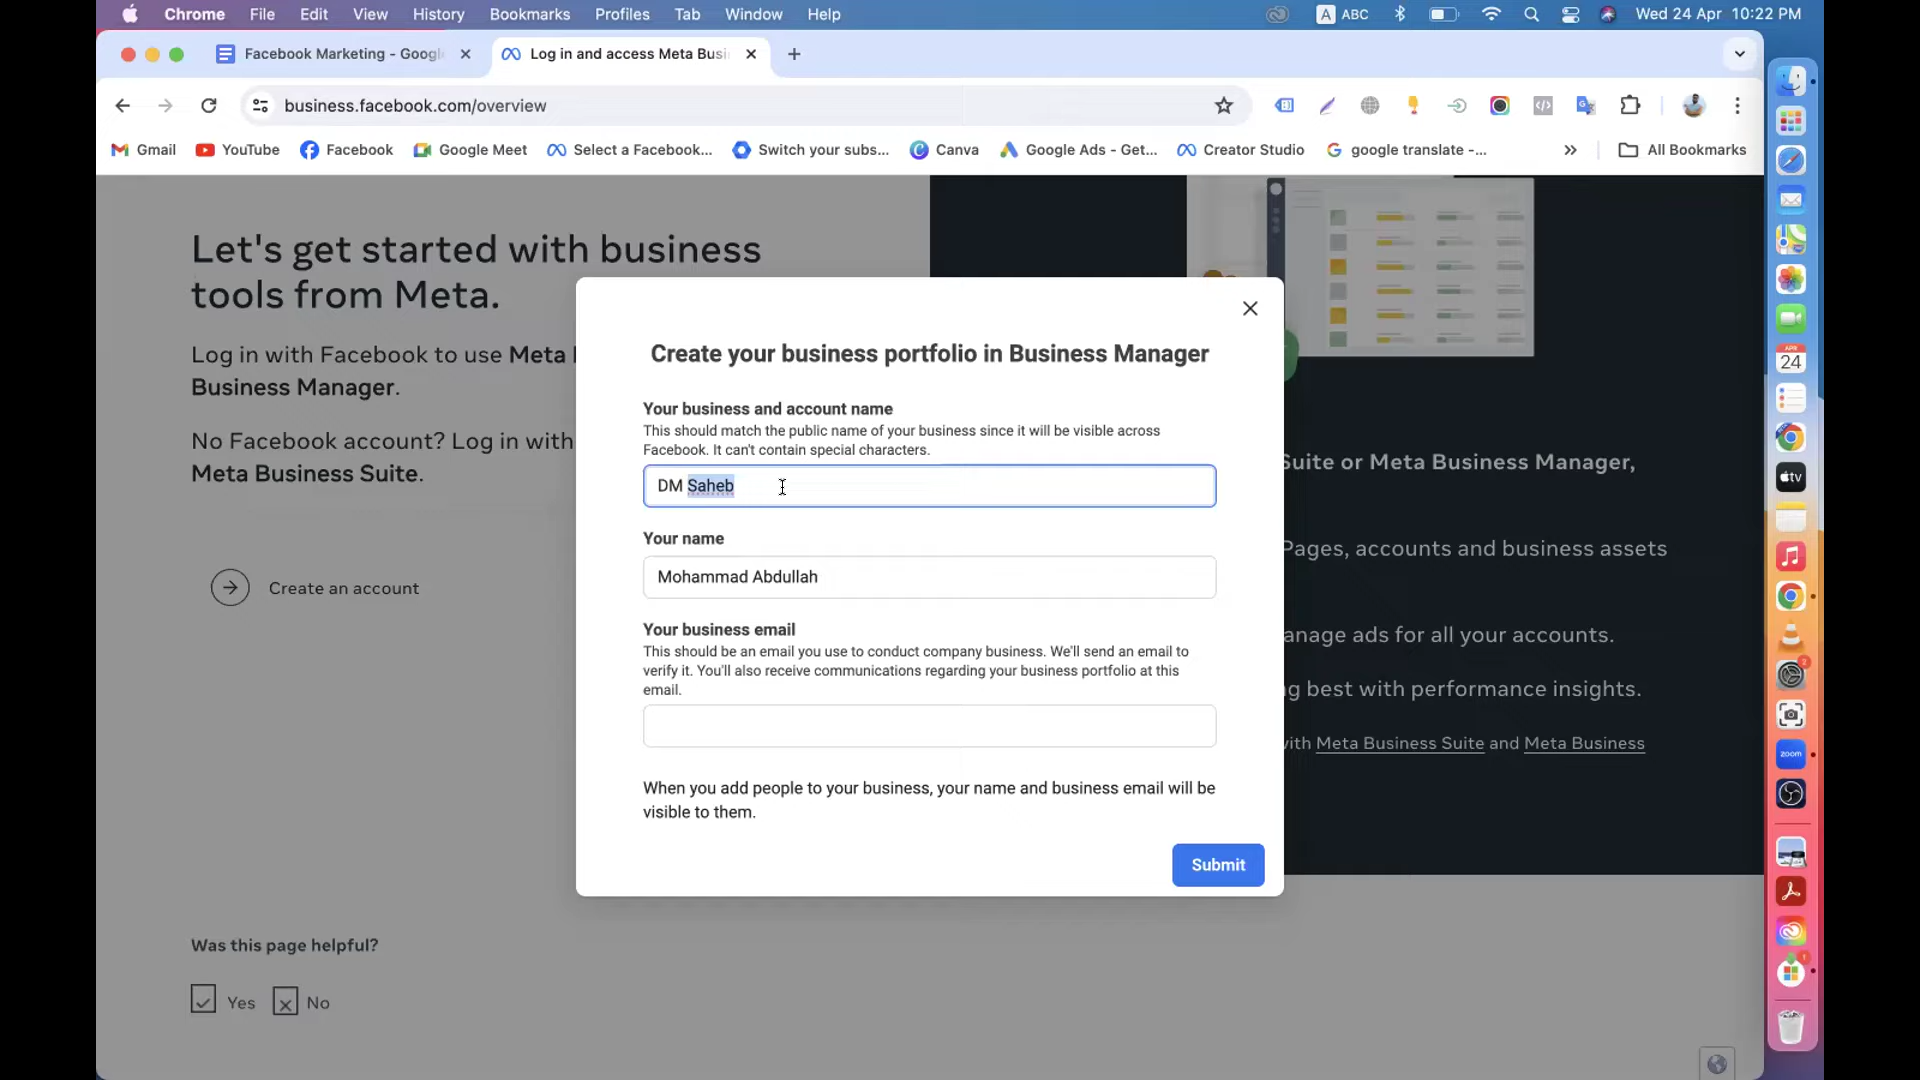 Chrome File Edit View History Bookmarks Profiles Tab Window Help
A ABC Wed 24 Apr 10:22 PM
Facebook Marketing - Googl
Log in and access Meta Busi
business.facebook.com/overview
Gmail YouTube Facebook Google Meet Select a Facebook... Switch your subs... Canva Google Ads - Get... Creator Studio google translate -... All Bookmarks
Let's get started with business
tools from Meta.
Log in with Facebook to use Meta
Business Manager.
No Facebook account? Log in with
Meta Business Suite.
Create an account
Was this page helpful?
Yes No
Create your business portfolio in Business Manager
Your business and account name
This should match the public name of your business since it will be visible across
Facebook. It can't contain special characters.
DM Saheb
Your name
Mohammad Abdullah
Your business email
This should be an email you use to conduct company business. We'll send an email to
verify it. You'll also receive communications regarding your business portfolio at this
email.
When you add people to your business, your name and business email will be
visible to them.
Submit
Suite or Meta Business Manager,
Pages, accounts and business assets
anage ads for all your accounts.
g best with performance insights.
ith Meta Business Suite and Meta Business
APR
24
tv
2
zoom
1